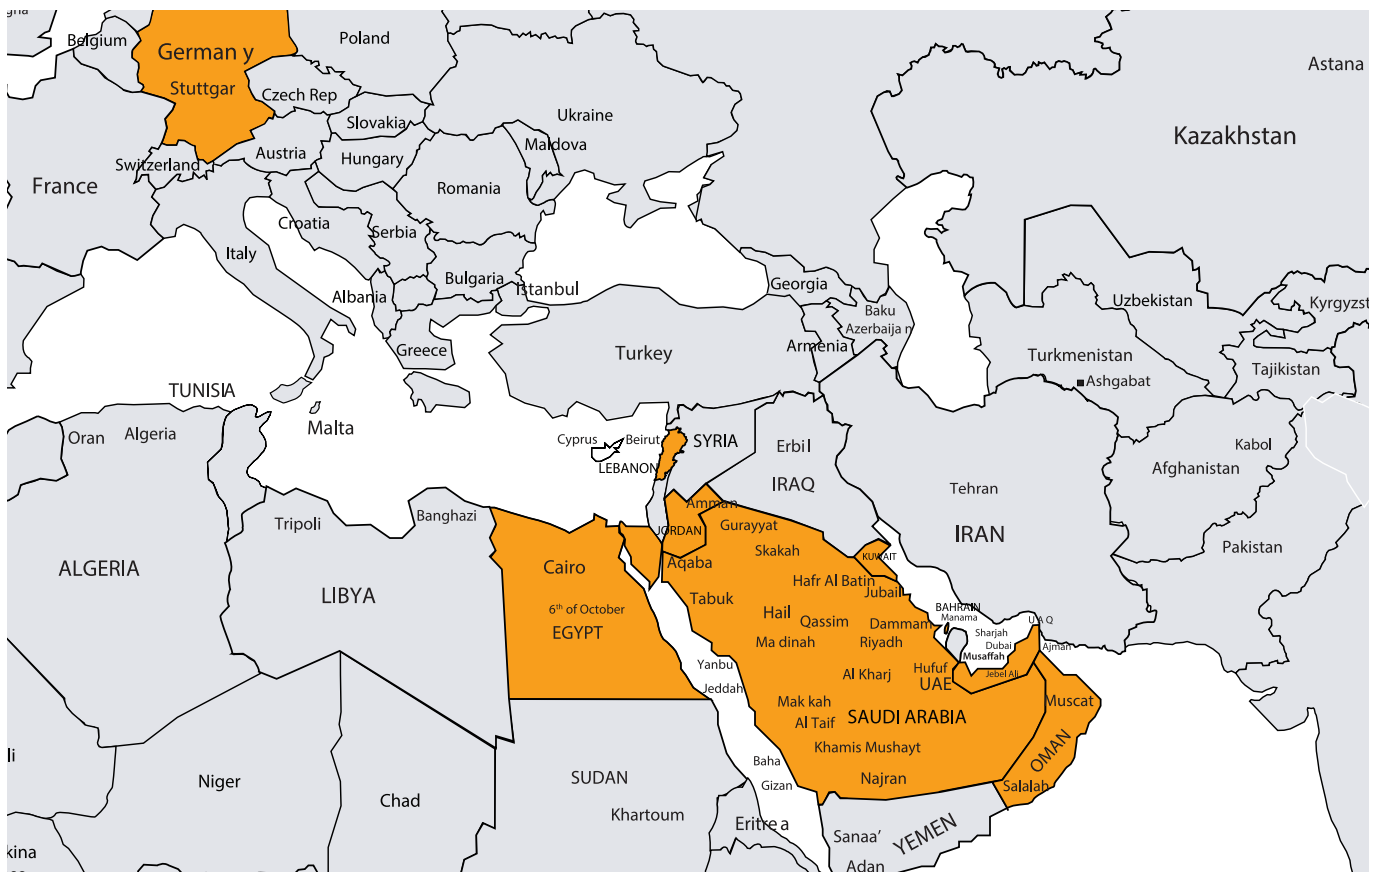 Belgium
German y
Poland
Stuttgar
Czech Rep
Astana
Ukraine
Slovakia
Kazakhstan
Maldova
Austria
Hungary
Switzerland
France
Romania
Croatia
Serbia
Italy
Bulgaria
Istanbul
Georgia
Albania
Uzbekistan
Kyrgyzst
Baku
Azerbaija n
Armenia
Greece
Turkey
Turkmenistan
Tajikistan
Ashgabat
TUNISIA
Malta
Oran
Algeria
Cyprus
Beirut
SYRIA
Erbil
Kabol
LEBANON
Afghanistan
IRAQ
Tehran
Amman
Banghazi
Tripoli
JORDAN
Gurayyat
IRAN
Skakah
KUWAIT
Pakistan
ALGERIA
Cairo
Aqaba
Hafr Al Batin
Jubail
LIBYA
Tabuk
6th of October
EGYPT
Hail
Qassim
Dammam
BAHRAIN
Manama
U A Q
Ma dinah
Riyadh
Sharjah
Dubai
Ajman
Musaffah
Yanbu
Hufuf
Jebel Ali
Al Kharj
UAE
Jeddah
Mak kah
Muscat
Al Taif
SAUDI ARABIA
Khamis Mushayt
OMAN
Baha
li
Niger
SUDAN
Gizan
Najran
Salalah
Chad
Khartoum
Eritre a
Sanaa’
YEMEN
kina
Adan